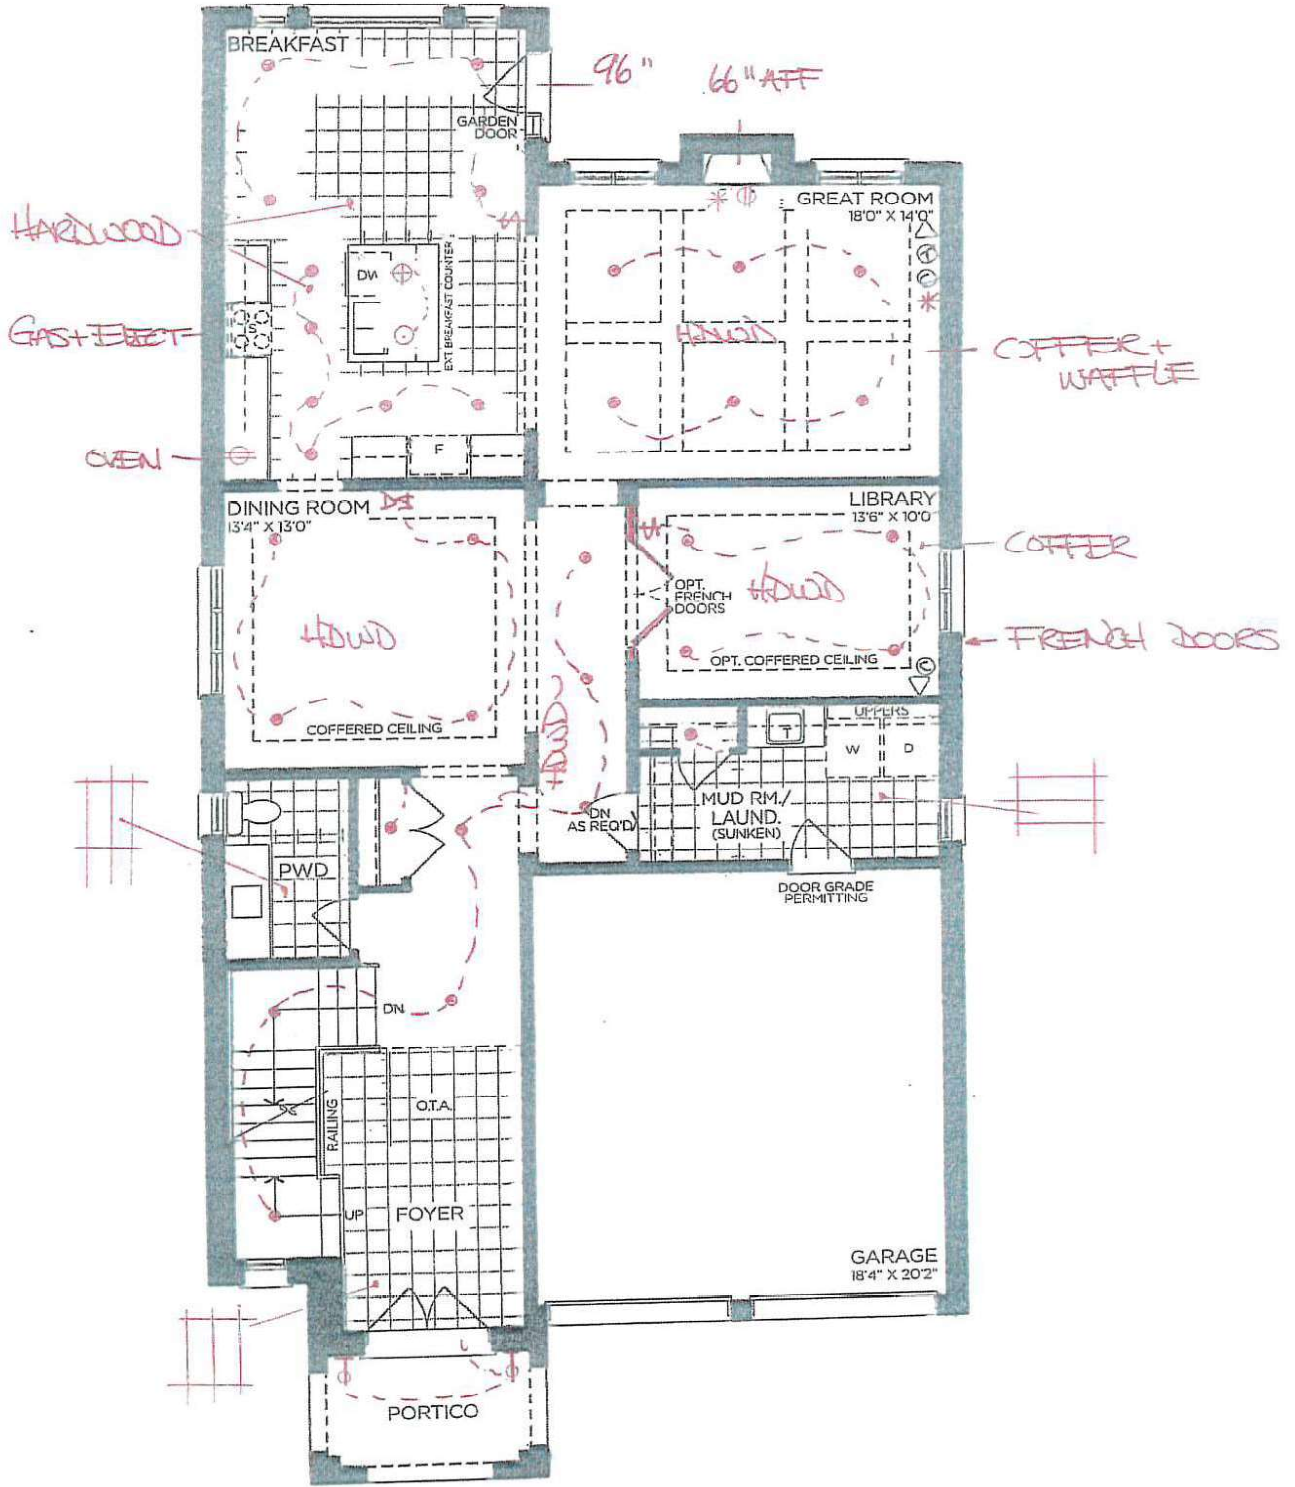 BREAKFAST
96"
66" AFF
GARDEN
DOOR
GREAT ROOM
18'0" X 14'0"
HARDWOOD
DW
EXT BREAKFAST COUNTER
GAS+ELECT
S
HDWD
COFFER +
WAFFLE
OVEN
F
DINING ROOM
13'4" X 13'0"
LIBRARY
13'6" X 10'0
COFFER
OPT.
FRENCH
DOORS
HDWD
HDWD
FRENCH DOORS
OPT. COFFERED CEILING
C
COFFERED CEILING
HDWD
UPPERS
T
W
D
MUD RM./
LAUND.
(SUNKEN)
DN
AS REQ'D
PWD
DOOR GRADE
PERMITTING
DN
RAILING
O.T.A.
UP
FOYER
GARAGE
18'4" X 20'2"
PORTICO